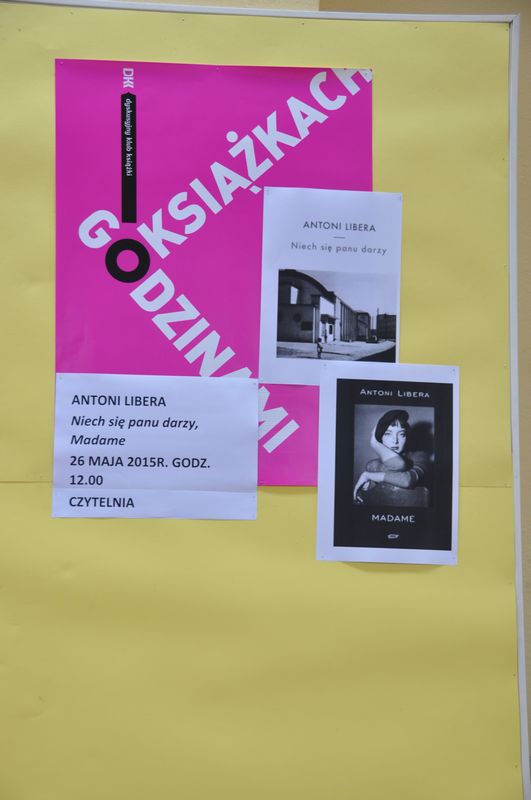 DKK dyskusyjny klub książki
O KSIĄŻKACH
GODZINAMI
ANTONI LIBERA
Niech się panu darzy
ANTONI LIBERA
Niech się panu darzy,
Madame
26 MAJA 2015R. GODZ.
12.00
CZYTELNIA
ANTONI LIBERA
MADAME